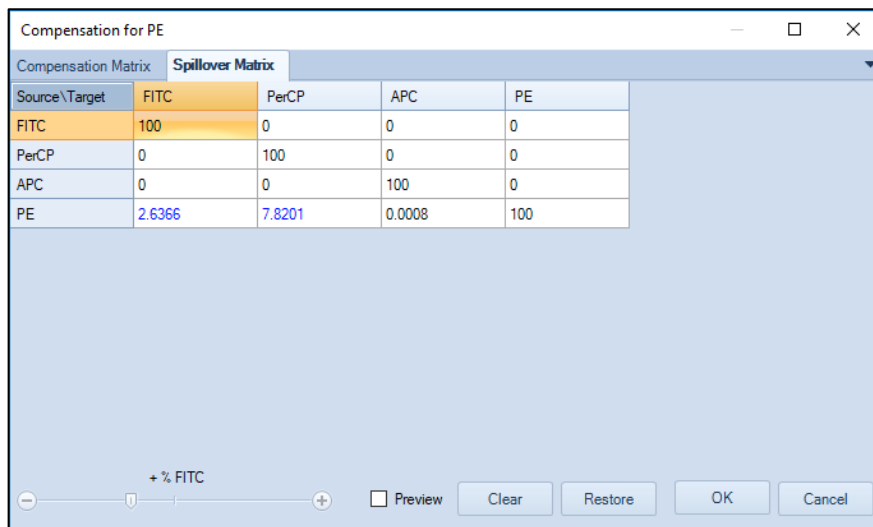 Compensation for PE
Compensation Matrix Spillover Matrix
Source\Target FITC PerCP APC PE
FITC 100 0 0 0
PerCP 0 100 0 0
APC 0 0 100 0
PE 2.6366 7.8201 0.0008 100
+ % FITC
Preview Clear Restore OK Cancel